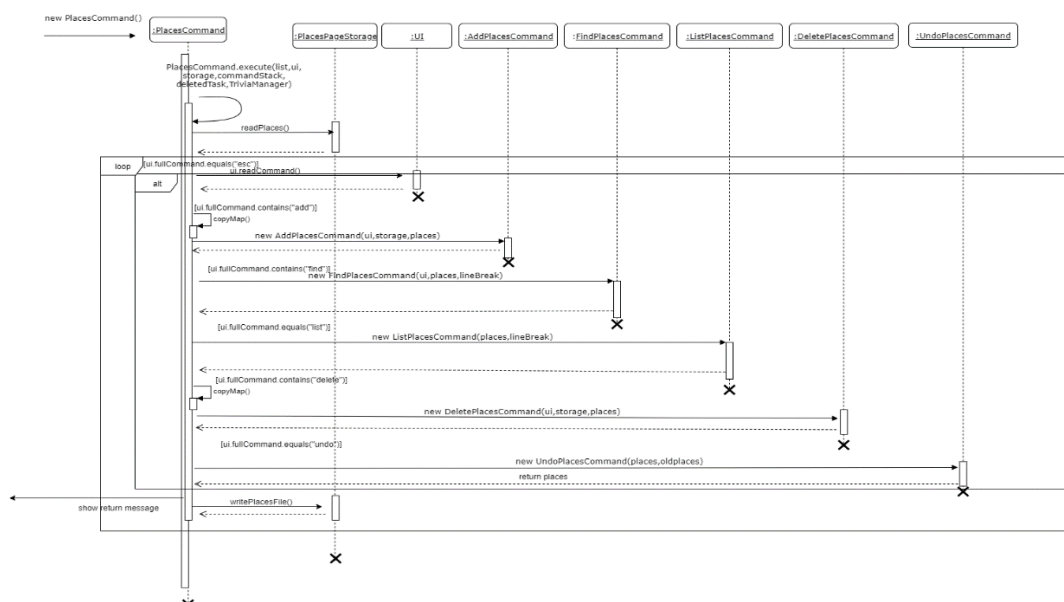 new PlacesCommand()
:PlacesCommand
:PlacesPageStorage
:UI
:AddPlacesCommand
:FindPlacesCommand
:ListPlacesCommand
:DeletePlacesCommand
:UndoPlacesCommand
PlacesCommand.execute(list,ui,
storage,commandStack,
deletedTask,TriviaManager)
readPlaces()
loop
[ui.fullCommand.equals("esc")]
ui.readCommand()
alt
[ui.fullCommand.contains("add")]
copyMap()
new AddPlacesCommand(ui,storage,places)
[ui.fullCommand.contains("find")]
new FindPlacesCommand(ui,places,lineBreak)
[ui.fullCommand.equals("list")]
new ListPlacesCommand(places,lineBreak)
[ui.fullCommand.contains("delete")]
copyMap()
new DeletePlacesCommand(ui,storage,places)
[ui.fullCommand.equals("undo")]
new UndoPlacesCommand(places,oldplaces)
return places
writePlacesFile()
show return message